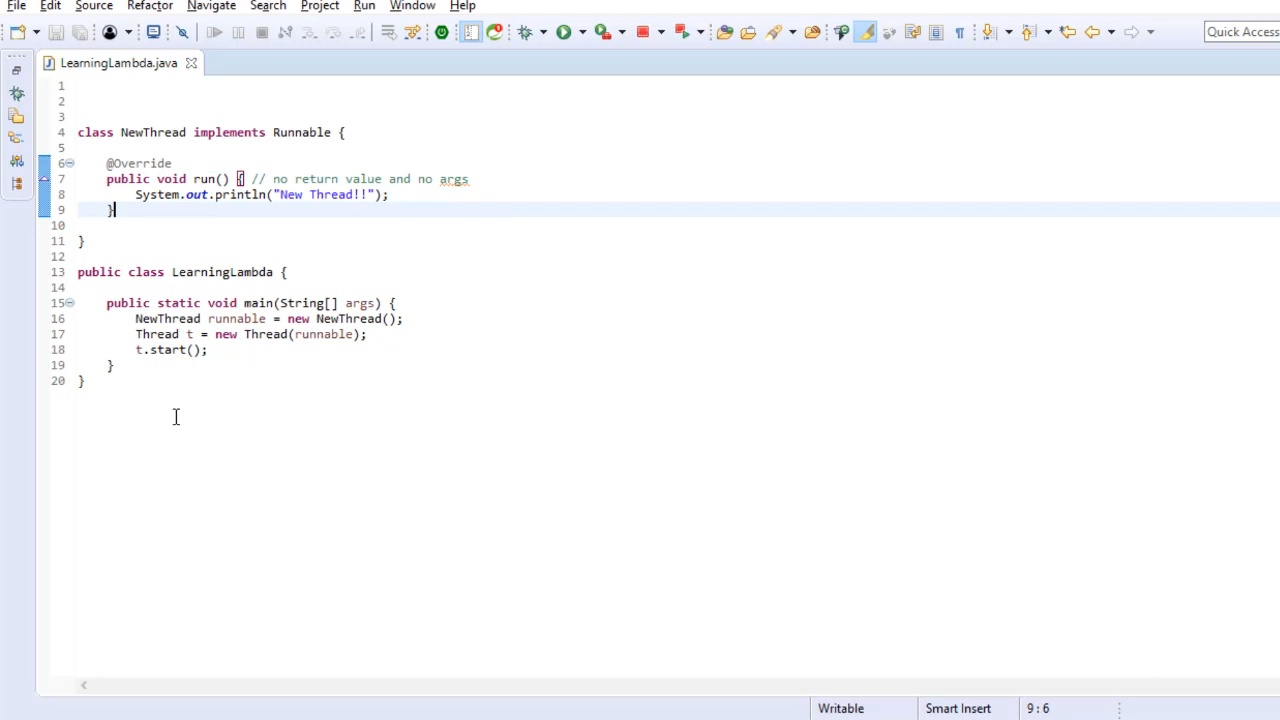 File Edit Source Refactor Navigate Search Project Run Window Help
Quick Access
LearningLambda.java
1
2
3
4 class NewThread implements Runnable {
5
6 @Override
7 public void run() { // no return value and no args
8 System.out.println("New Thread!!");
9 }
10
11 }
12
13 public class LearningLambda {
14
15 public static void main(String[] args) {
16 NewThread runnable = new NewThread();
17 Thread t = new Thread(runnable);
18 t.start();
19 }
20 }
Writable Smart Insert 9 : 6